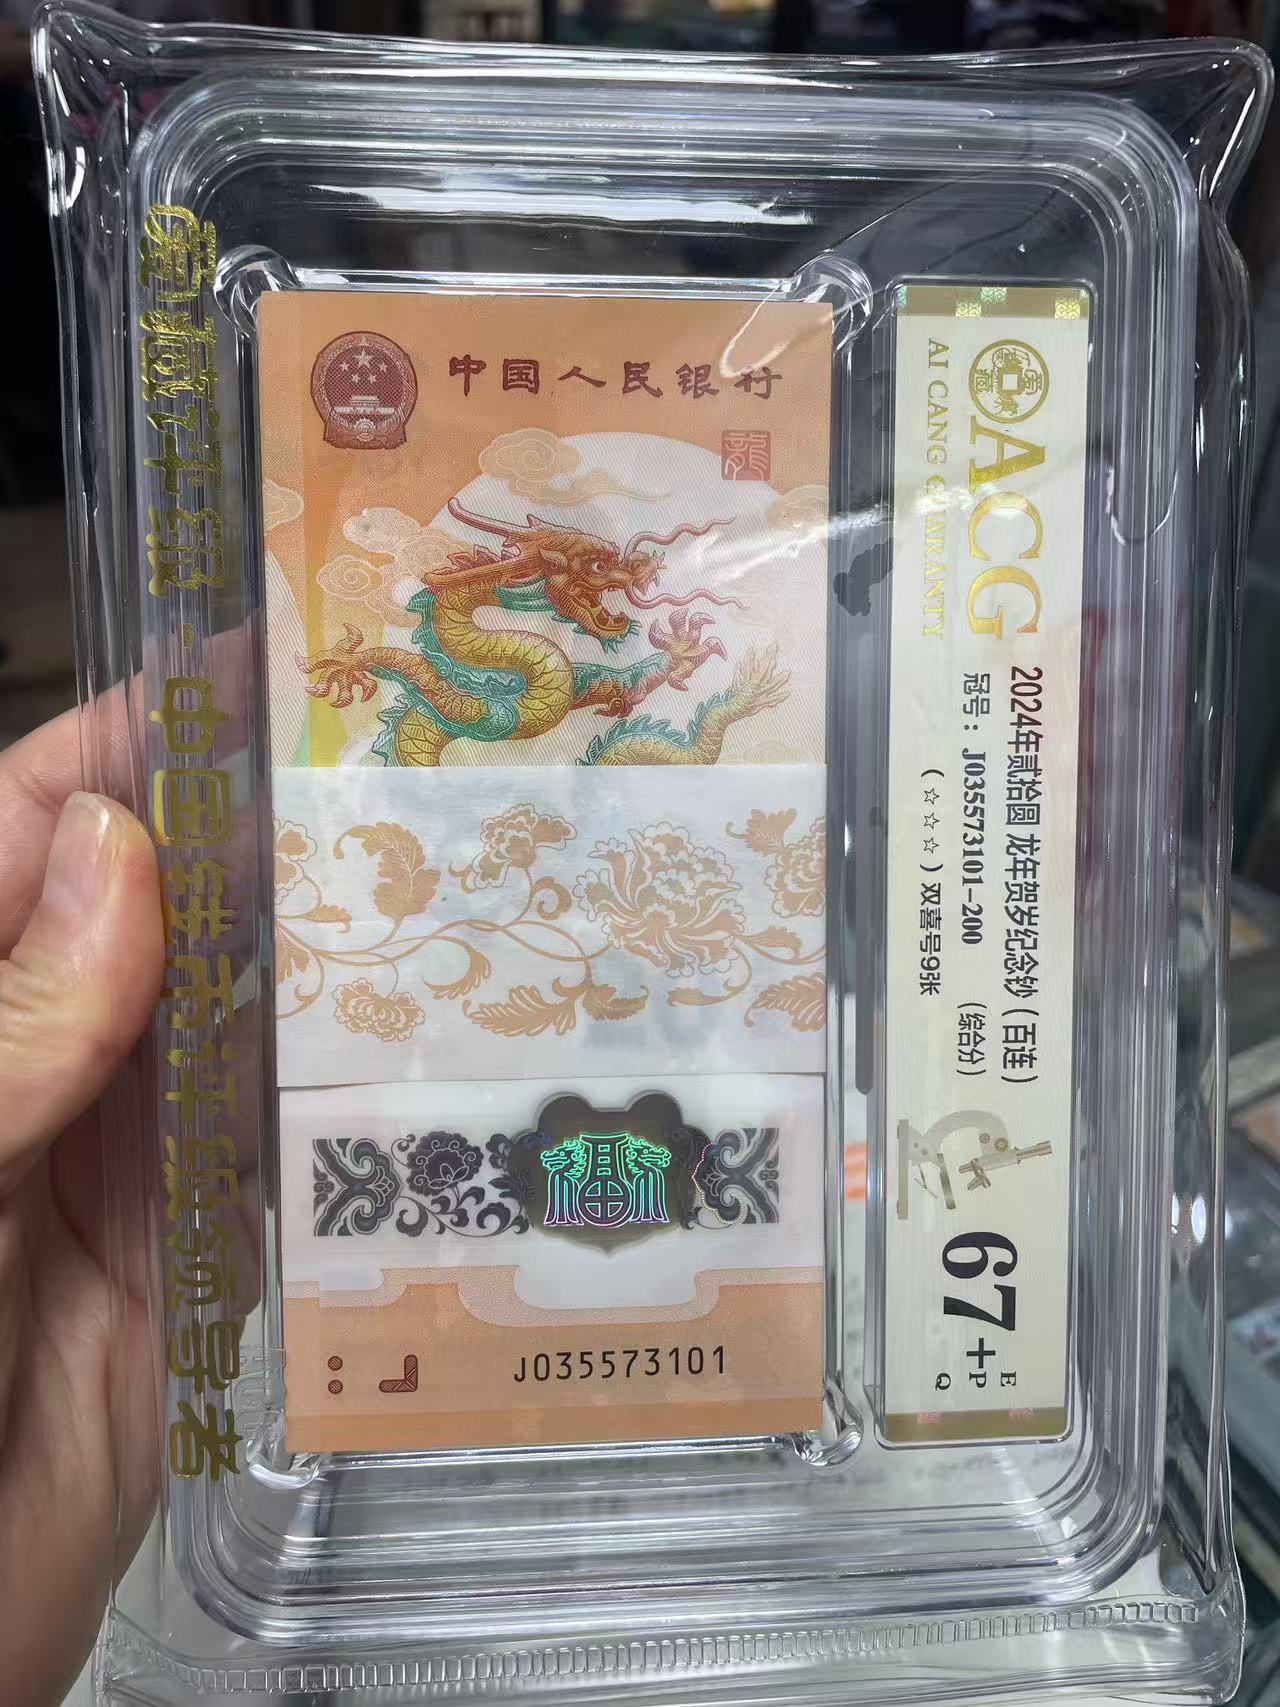 爱藏评级-中国钱币评级领导者
中国人民银行
龍
福
J035573101
ACG
AI CANG GUARANTY
2024年贰拾圆 龙年贺岁纪念钞（百连）
冠号：J035573101-200 （综合分）
（☆☆☆）双喜号9张
67+
E
P
Q